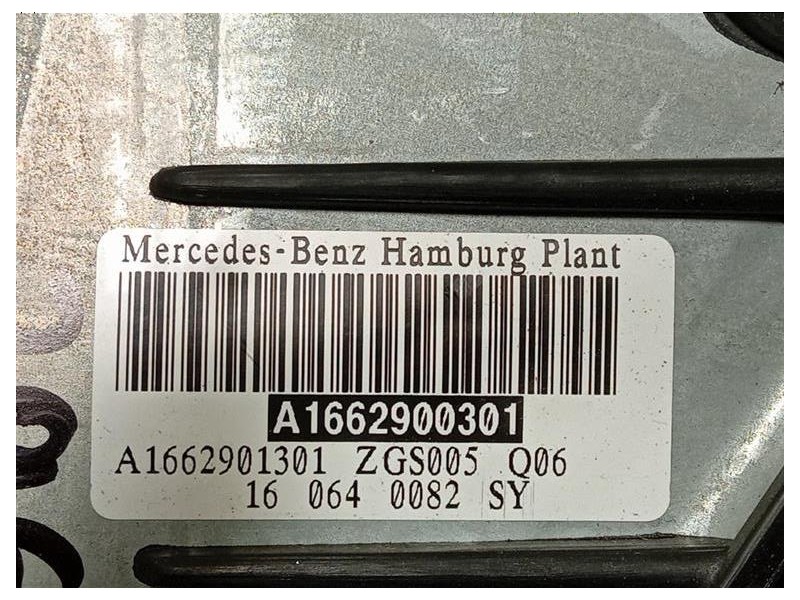 Mercedes-Benz Hamburg Plant
A1662900301
A1662901301 ZGS005 Q06
16 064 0082 SY